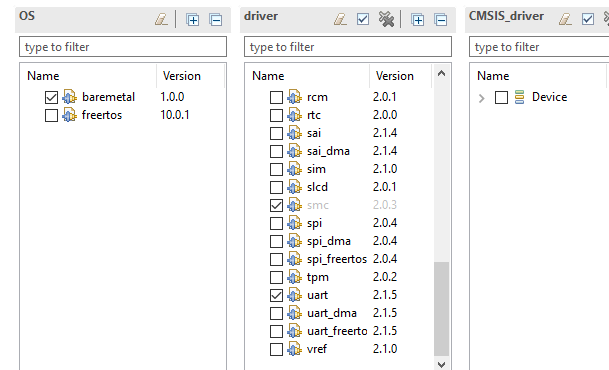 OS
type to filter
Name Version
baremetal 1.0.0
freertos 10.0.1
driver
type to filter
Name Version
rcm 2.0.1
rtc 2.0.0
sai 2.1.4
sai_dma 2.1.4
sim 2.1.0
slcd 2.0.1
smc 2.0.3
spi 2.0.4
spi_dma 2.0.4
spi_freertos 2.0.4
tpm 2.0.2
uart 2.1.5
uart_dma 2.1.5
uart_freerto 2.1.5
vref 2.1.0
CMSIS_driver
type to filter
Name
Device